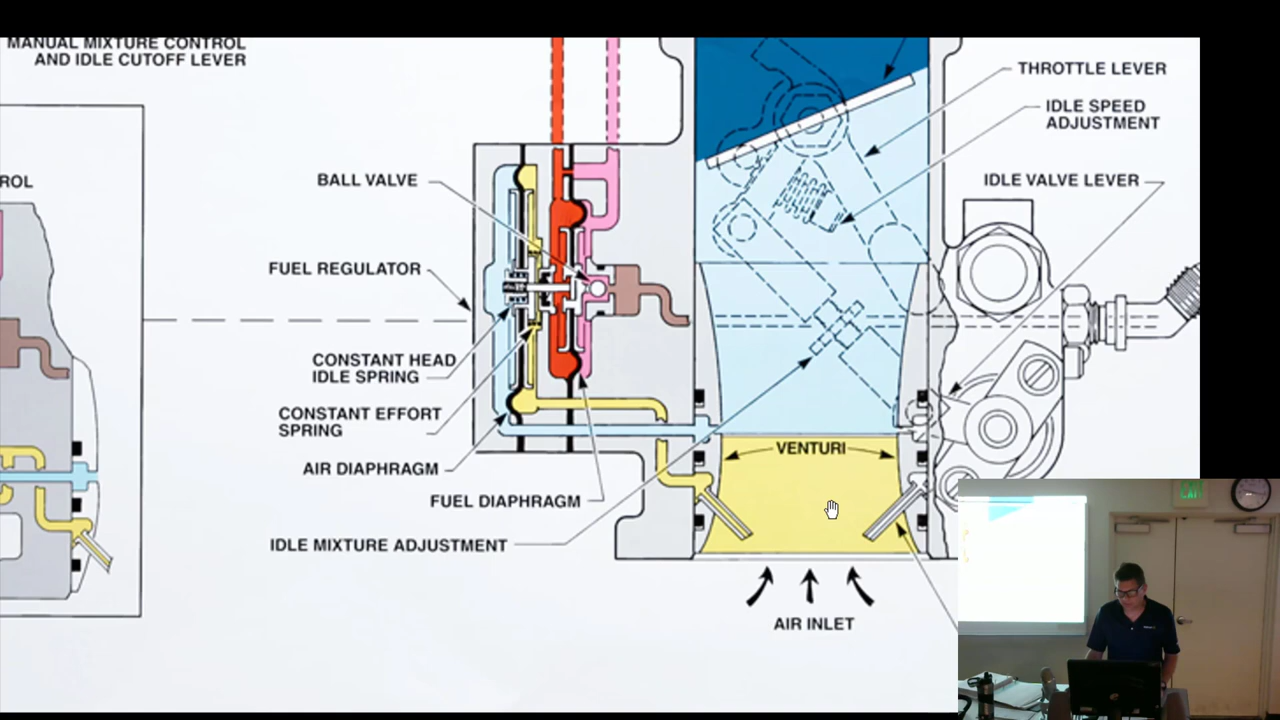 MANUAL MIXTURE CONTROL
AND IDLE CUTOFF LEVER
THROTTLE LEVER
IDLE SPEED
ADJUSTMENT
BALL VALVE
IDLE VALVE LEVER
ROL
FUEL REGULATOR
CONSTANT HEAD
IDLE SPRING
CONSTANT EFFORT
SPRING
VENTURI
AIR DIAPHRAGM
FUEL DIAPHRAGM
IDLE MIXTURE ADJUSTMENT
AIR INLET
EXIT